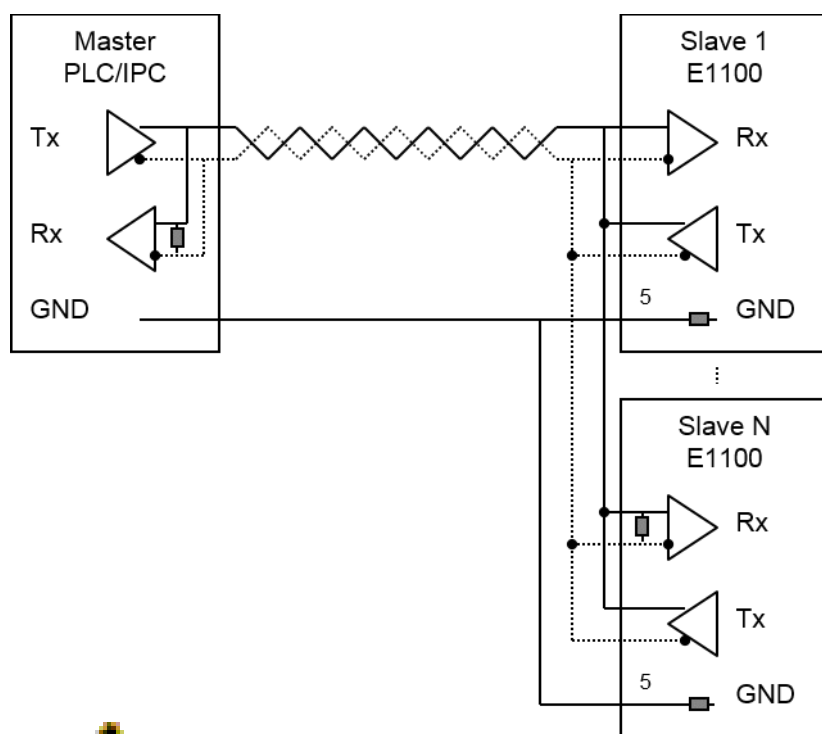 Master
PLC/IPC
Tx
Rx
GND
Slave 1
E1100
Rx
Tx
5
GND
Slave N
E1100
Rx
Tx
5
GND